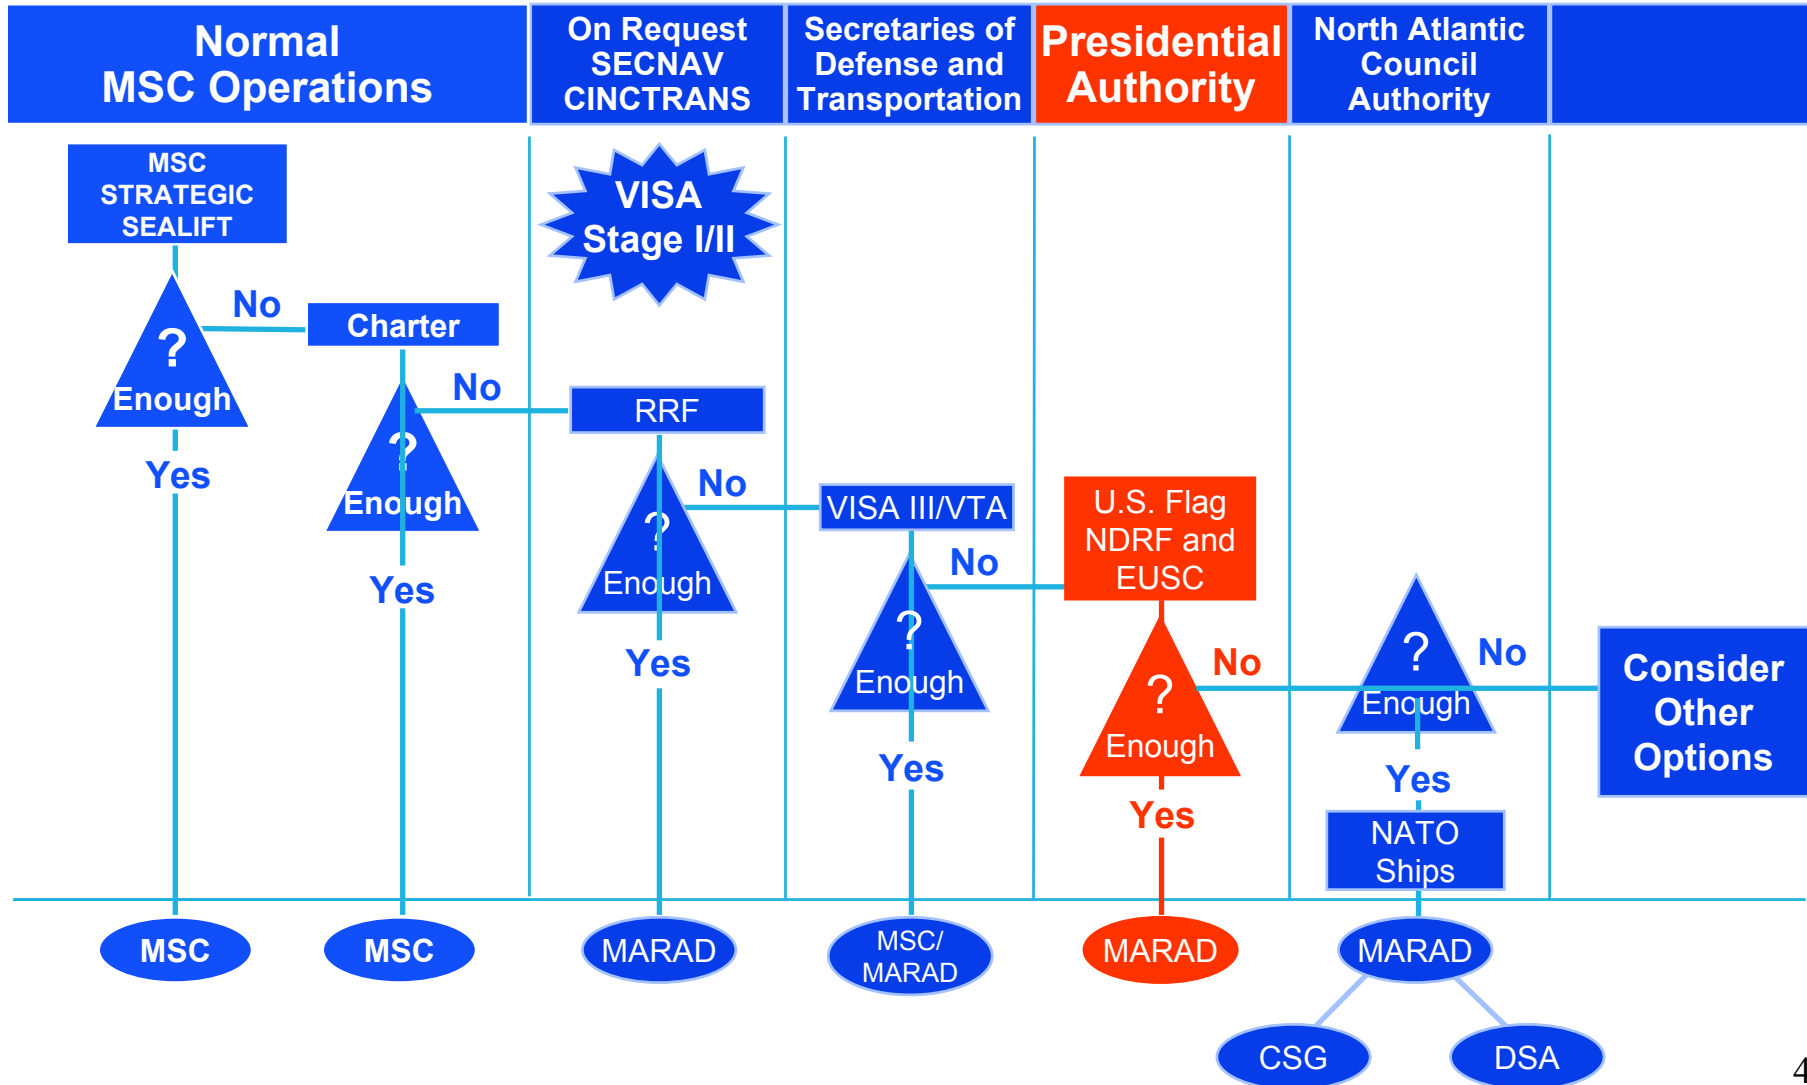 Normal
MSC Operations
On Request
SECNAV
CINCTRANS
Secretaries of
Defense and
Transportation
Presidential
Authority
North Atlantic
Council
Authority
MSC
STRATEGIC
SEALIFT
?
Enough
No
Yes
Charter
?
Enough
No
Yes
VISA
Stage I/II
RRF
?
Enough
No
Yes
VISA III/VTA
?
Enough
No
Yes
U.S. Flag
NDRF and
EUSC
?
Enough
No
Yes
?
Enough
No
Yes
NATO
Ships
Consider
Other
Options
MSC
MSC
MARAD
MSC/
MARAD
MARAD
MARAD
CSG
DSA
4